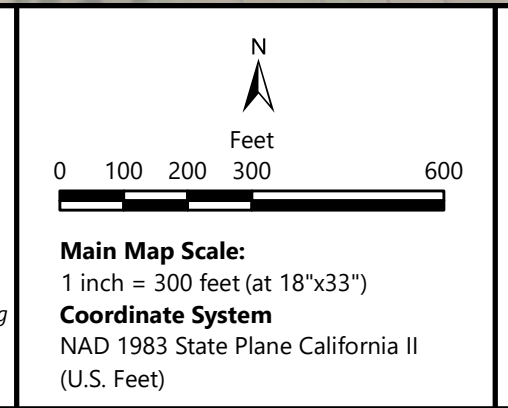 N
Feet
0 100 200 300 600
Main Map Scale:
1 inch = 300 feet (at 18"x33")
g
Coordinate System
NAD 1983 State Plane California II
(U.S. Feet)